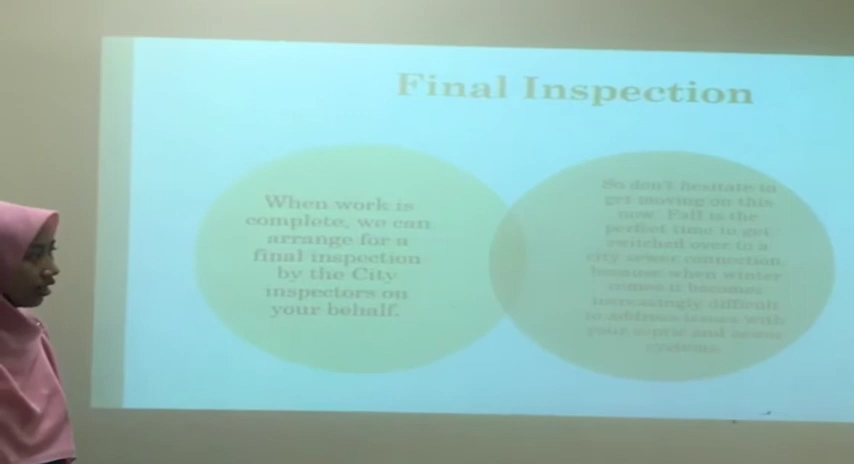 Final Inspection
When work is
complete, we can
arrange for a
final inspection
by the City
inspectors on
your behalf.
So don't hesitate to
get moving on this
now. Fall is the
perfect time to get
switched over to a
city sewer connection,
because when winter
comes it becomes
increasingly difficult
to address issues with
your septic and sewer
systems.